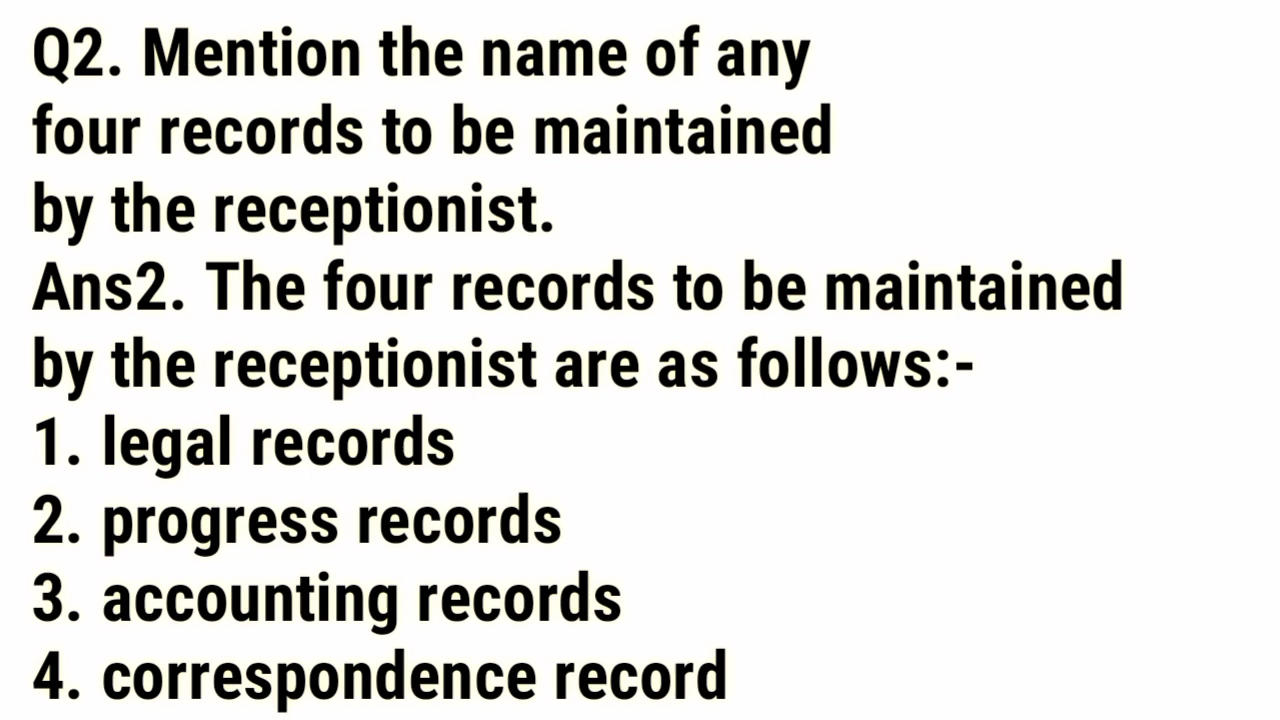 Q2. Mention the name of any
four records to be maintained
by the receptionist.
Ans2. The four records to be maintained
by the receptionist are as follows:-
1. legal records
2. progress records
3. accounting records
4. correspondence record